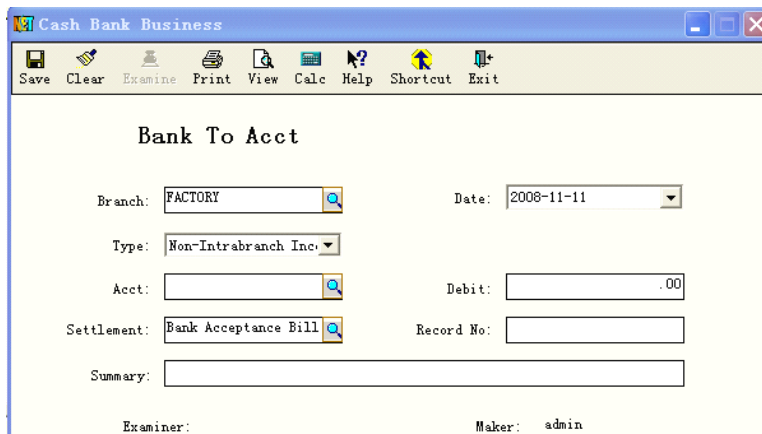 Cash Bank Business
Save Clear Examine Print View Calc Help Shortcut Exit
Bank To Acct
Branch: FACTORY Date: 2008-11-11
Type: Non-Intrabranch Inc
Acct: Debit: .00
Settlement: Bank Acceptance Bill Record No:
Summary:
Examiner: Maker: admin